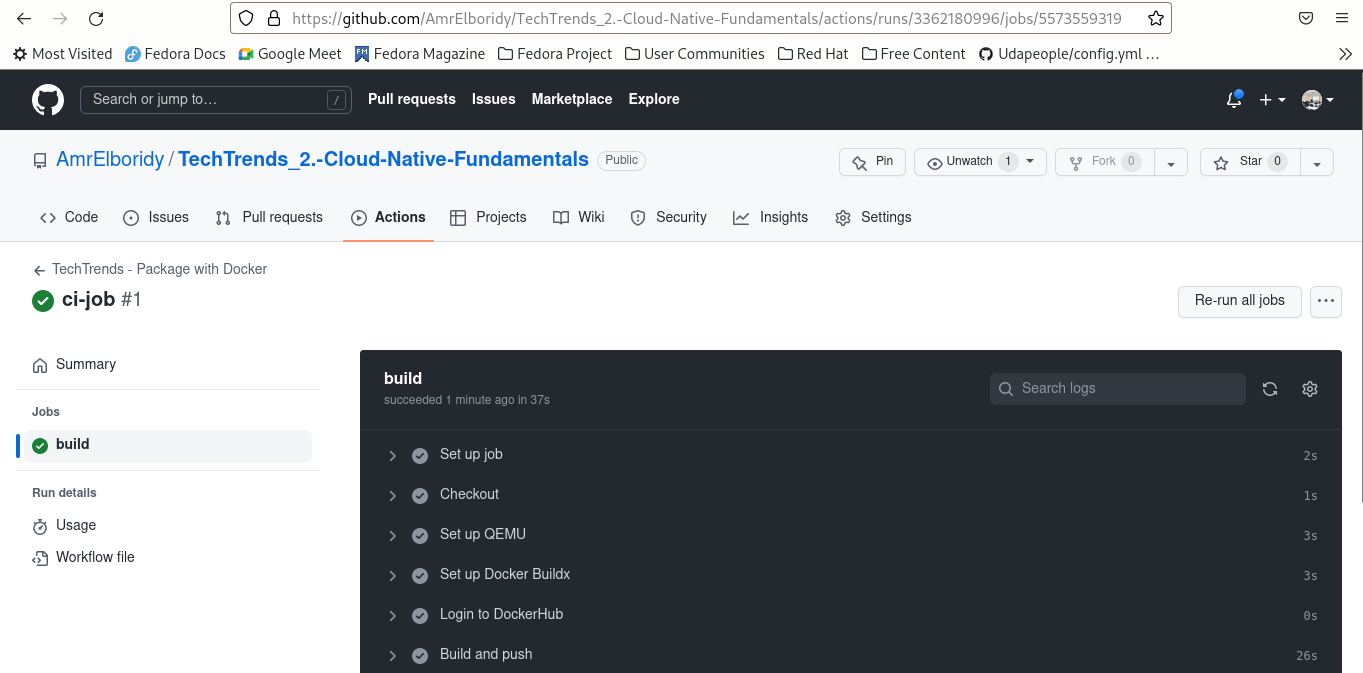 https://github.com/AmrElboridy/TechTrends_2.-Cloud-Native-Fundamentals/actions/runs/3362180996/jobs/5573559319
Most Visited Fedora Docs Google Meet FM Fedora Magazine Fedora Project User Communities Red Hat Free Content Udapeople/config.yml ...
Search or jump to... / Pull requests Issues Marketplace Explore
AmrElboridy / TechTrends_2.-Cloud-Native-Fundamentals Public Pin Unwatch 1 Fork 0 Star 0
Code Issues Pull requests Actions Projects Wiki Security Insights Settings
TechTrends - Package with Docker
ci-job #1
Re-run all jobs
Summary
Jobs
build
Run details
Usage
Workflow file
build
succeeded 1 minute ago in 37s
Search logs
Set up job 2s
Checkout 1s
Set up QEMU 3s
Set up Docker Buildx 3s
Login to DockerHub 0s
Build and push 26s